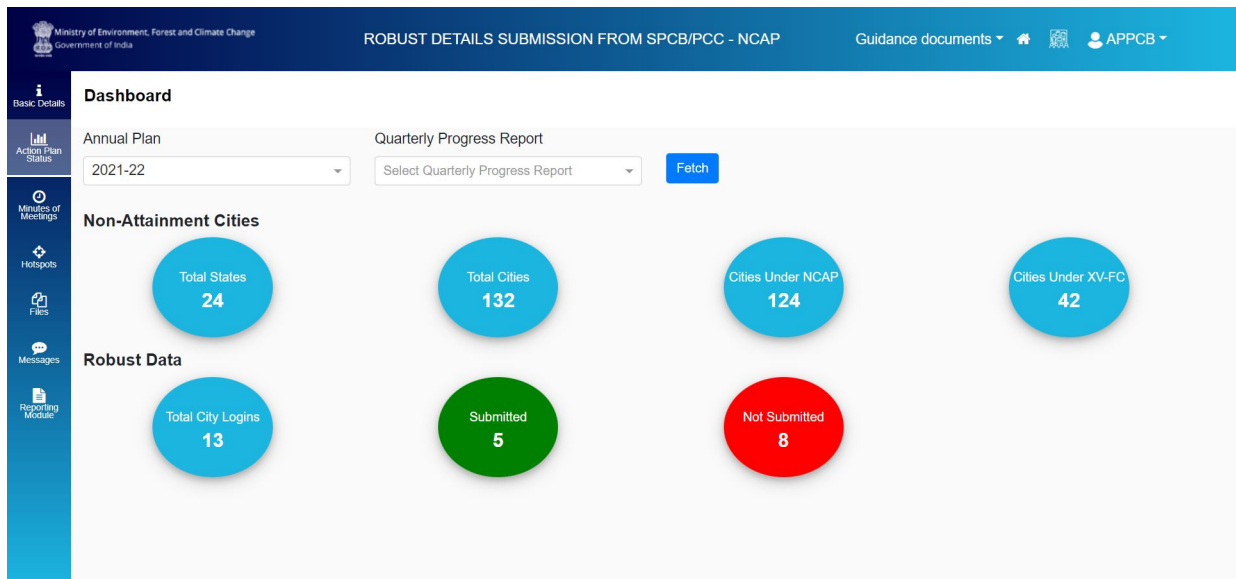 Ministry of Environment, Forest and Climate Change
Government of India
ROBUST DETAILS SUBMISSION FROM SPCB/PCC - NCAP
Guidance documents
APPCB
Basic Details
Action Plan
Status
Minutes of
Meetings
Hotspots
Files
Messages
Reporting
Module
Dashboard
Annual Plan
Quarterly Progress Report
2021-22
Select Quarterly Progress Report
Fetch
Non-Attainment Cities
Total States
24
Total Cities
132
Cities Under NCAP
124
Cities Under XV-FC
42
Robust Data
Total City Logins
13
Submitted
5
Not Submitted
8